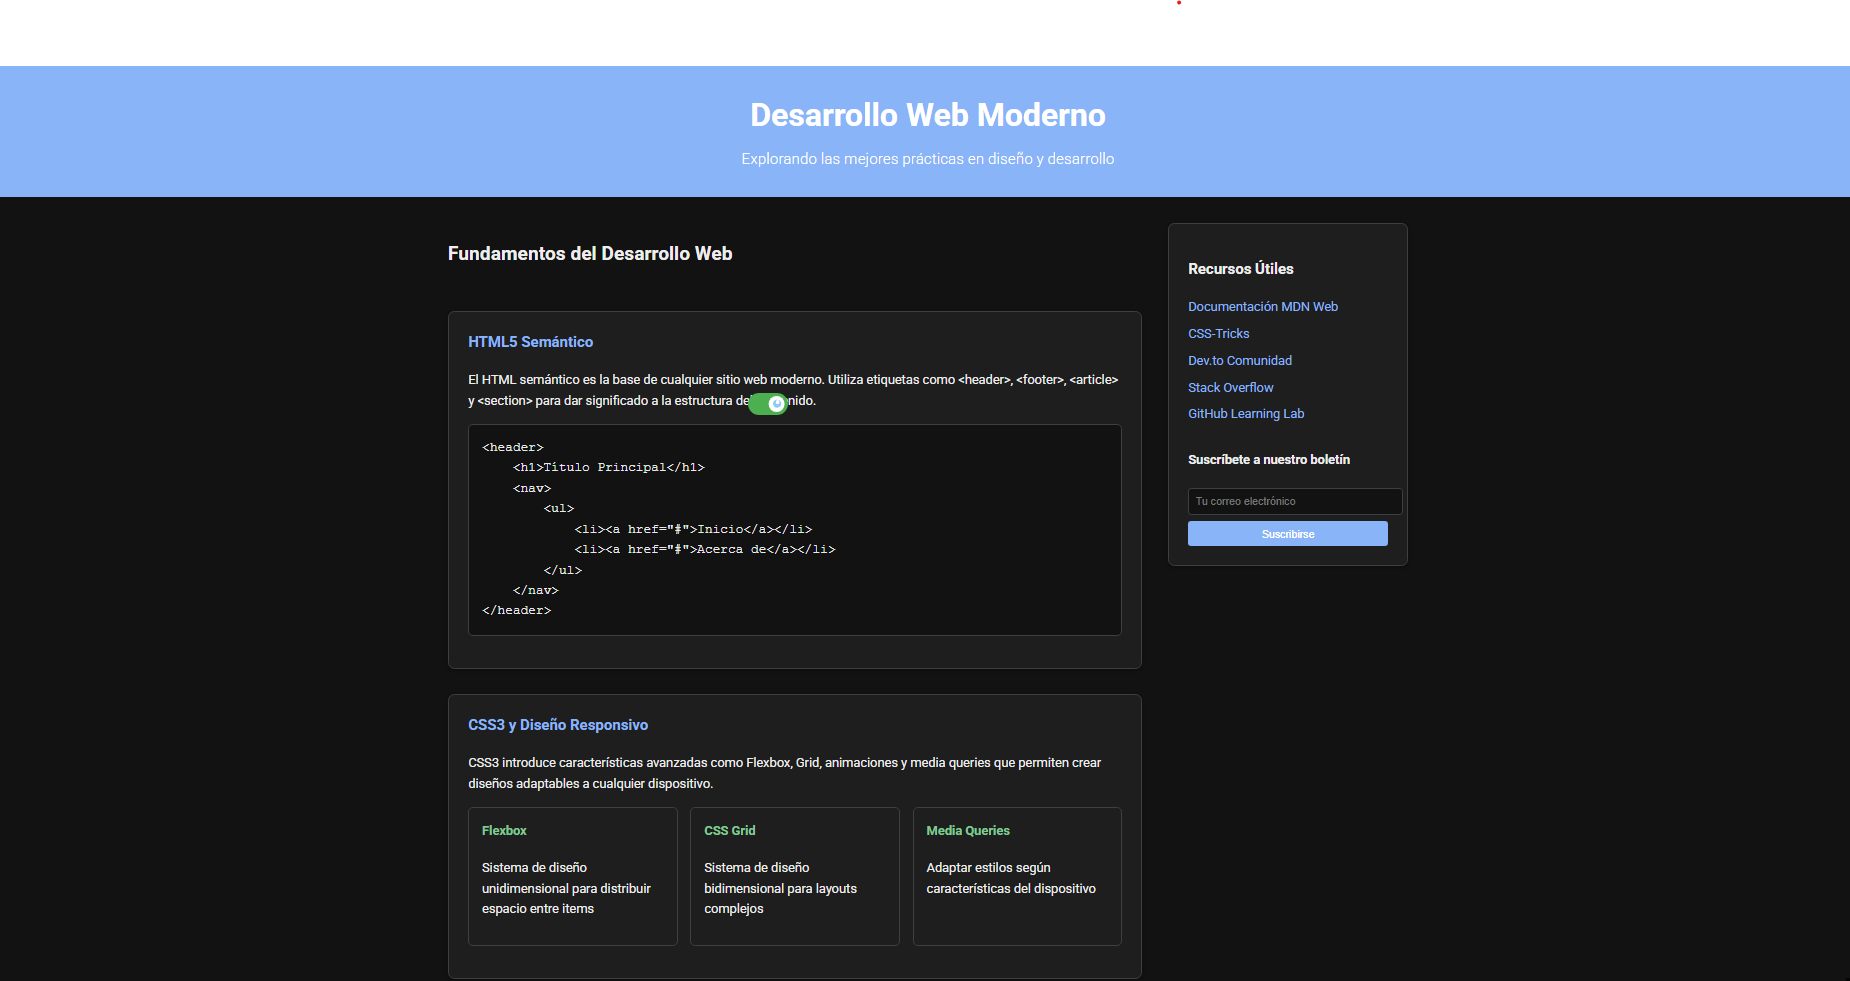 Desarrollo Web Moderno
Explorando las mejores prácticas en diseño y desarrollo
Fundamentos del Desarrollo Web
HTML5 Semántico
El HTML semántico es la base de cualquier sitio web moderno. Utiliza etiquetas como <header>, <footer>, <article>
y <section> para dar significado a la estructura de nido.
<header>
    <h1>Título Principal</h1>
    <nav>
        <ul>
            <li><a href="#">Inicio</a></li>
            <li><a href="#">Acerca de</a></li>
        </ul>
    </nav>
</header>
CSS3 y Diseño Responsivo
CSS3 introduce características avanzadas como Flexbox, Grid, animaciones y media queries que permiten crear
diseños adaptables a cualquier dispositivo.
Flexbox
Sistema de diseño
unidimensional para distribuir
espacio entre items
CSS Grid
Sistema de diseño
bidimensional para layouts
complejos
Media Queries
Adaptar estilos según
características del dispositivo
Recursos Útiles
Documentación MDN Web
CSS-Tricks
Dev.to Comunidad
Stack Overflow
GitHub Learning Lab
Suscríbete a nuestro boletín
Tu correo electrónico
Suscribirse